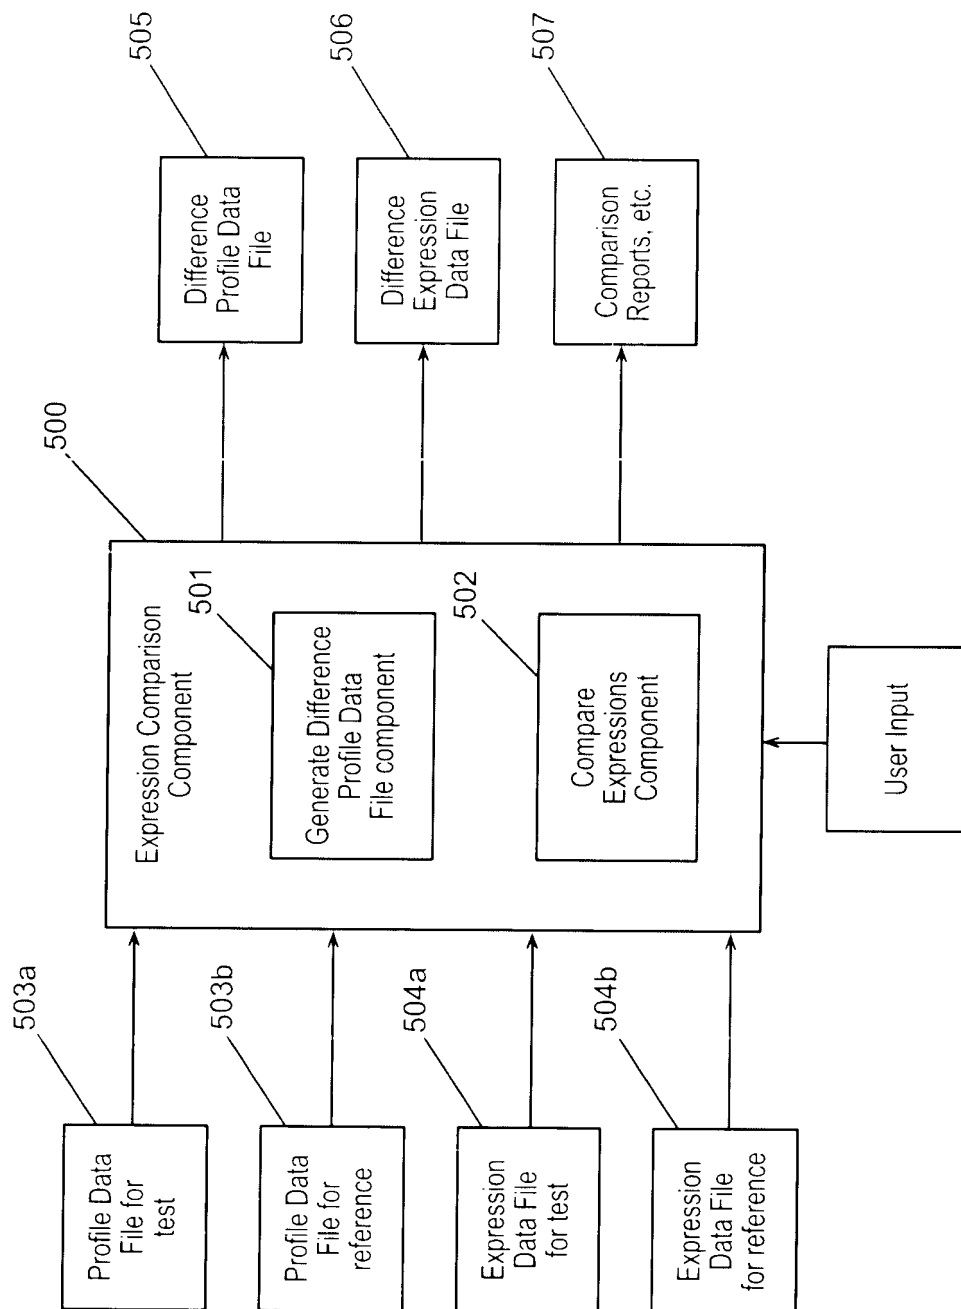 503a
Profile Data
File for
test
503b
Profile Data
File for
reference
504a
Expression
Data File
for test
504b
Expression
Data File
for reference
500
Expression Comparison
Component
501
Generate Difference
Profile Data
File component
502
Compare
Expressions
Component
User Input
505
Difference
Profile Data
File
506
Difference
Expression
Data File
507
Comparison
Reports, etc.